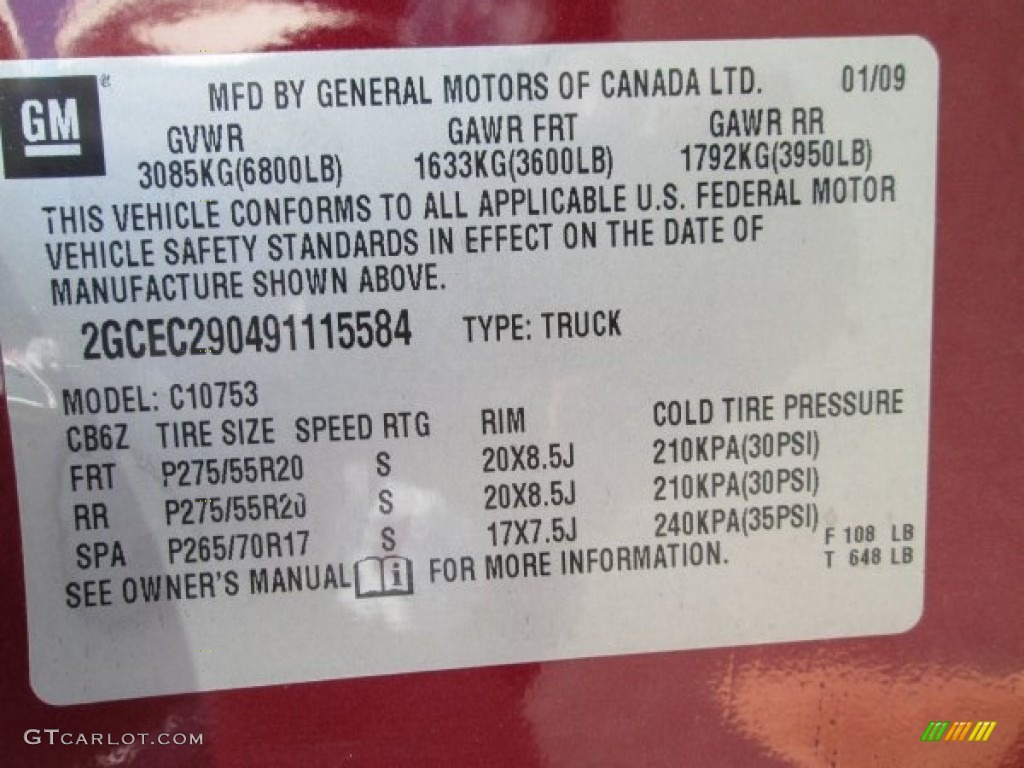 GM®
MFD BY GENERAL MOTORS OF CANADA LTD. 01/09
GVWR GAWR FRT GAWR RR
3085KG(6800LB) 1633KG(3600LB) 1792KG(3950LB)
THIS VEHICLE CONFORMS TO ALL APPLICABLE U.S. FEDERAL MOTOR
VEHICLE SAFETY STANDARDS IN EFFECT ON THE DATE OF
MANUFACTURE SHOWN ABOVE.
2GCEC290491115584 TYPE: TRUCK
MODEL: C10753
CB6Z TIRE SIZE SPEED RTG RIM COLD TIRE PRESSURE
FRT P275/55R20 S 20X8.5J 210KPA(30PSI)
RR P275/55R20 S 20X8.5J 210KPA(30PSI)
SPA P265/70R17 S 17X7.5J 240KPA(35PSI) F 108 LB
T 648 LB
SEE OWNER'S MANUAL i FOR MORE INFORMATION.
GTCARLOT.COM